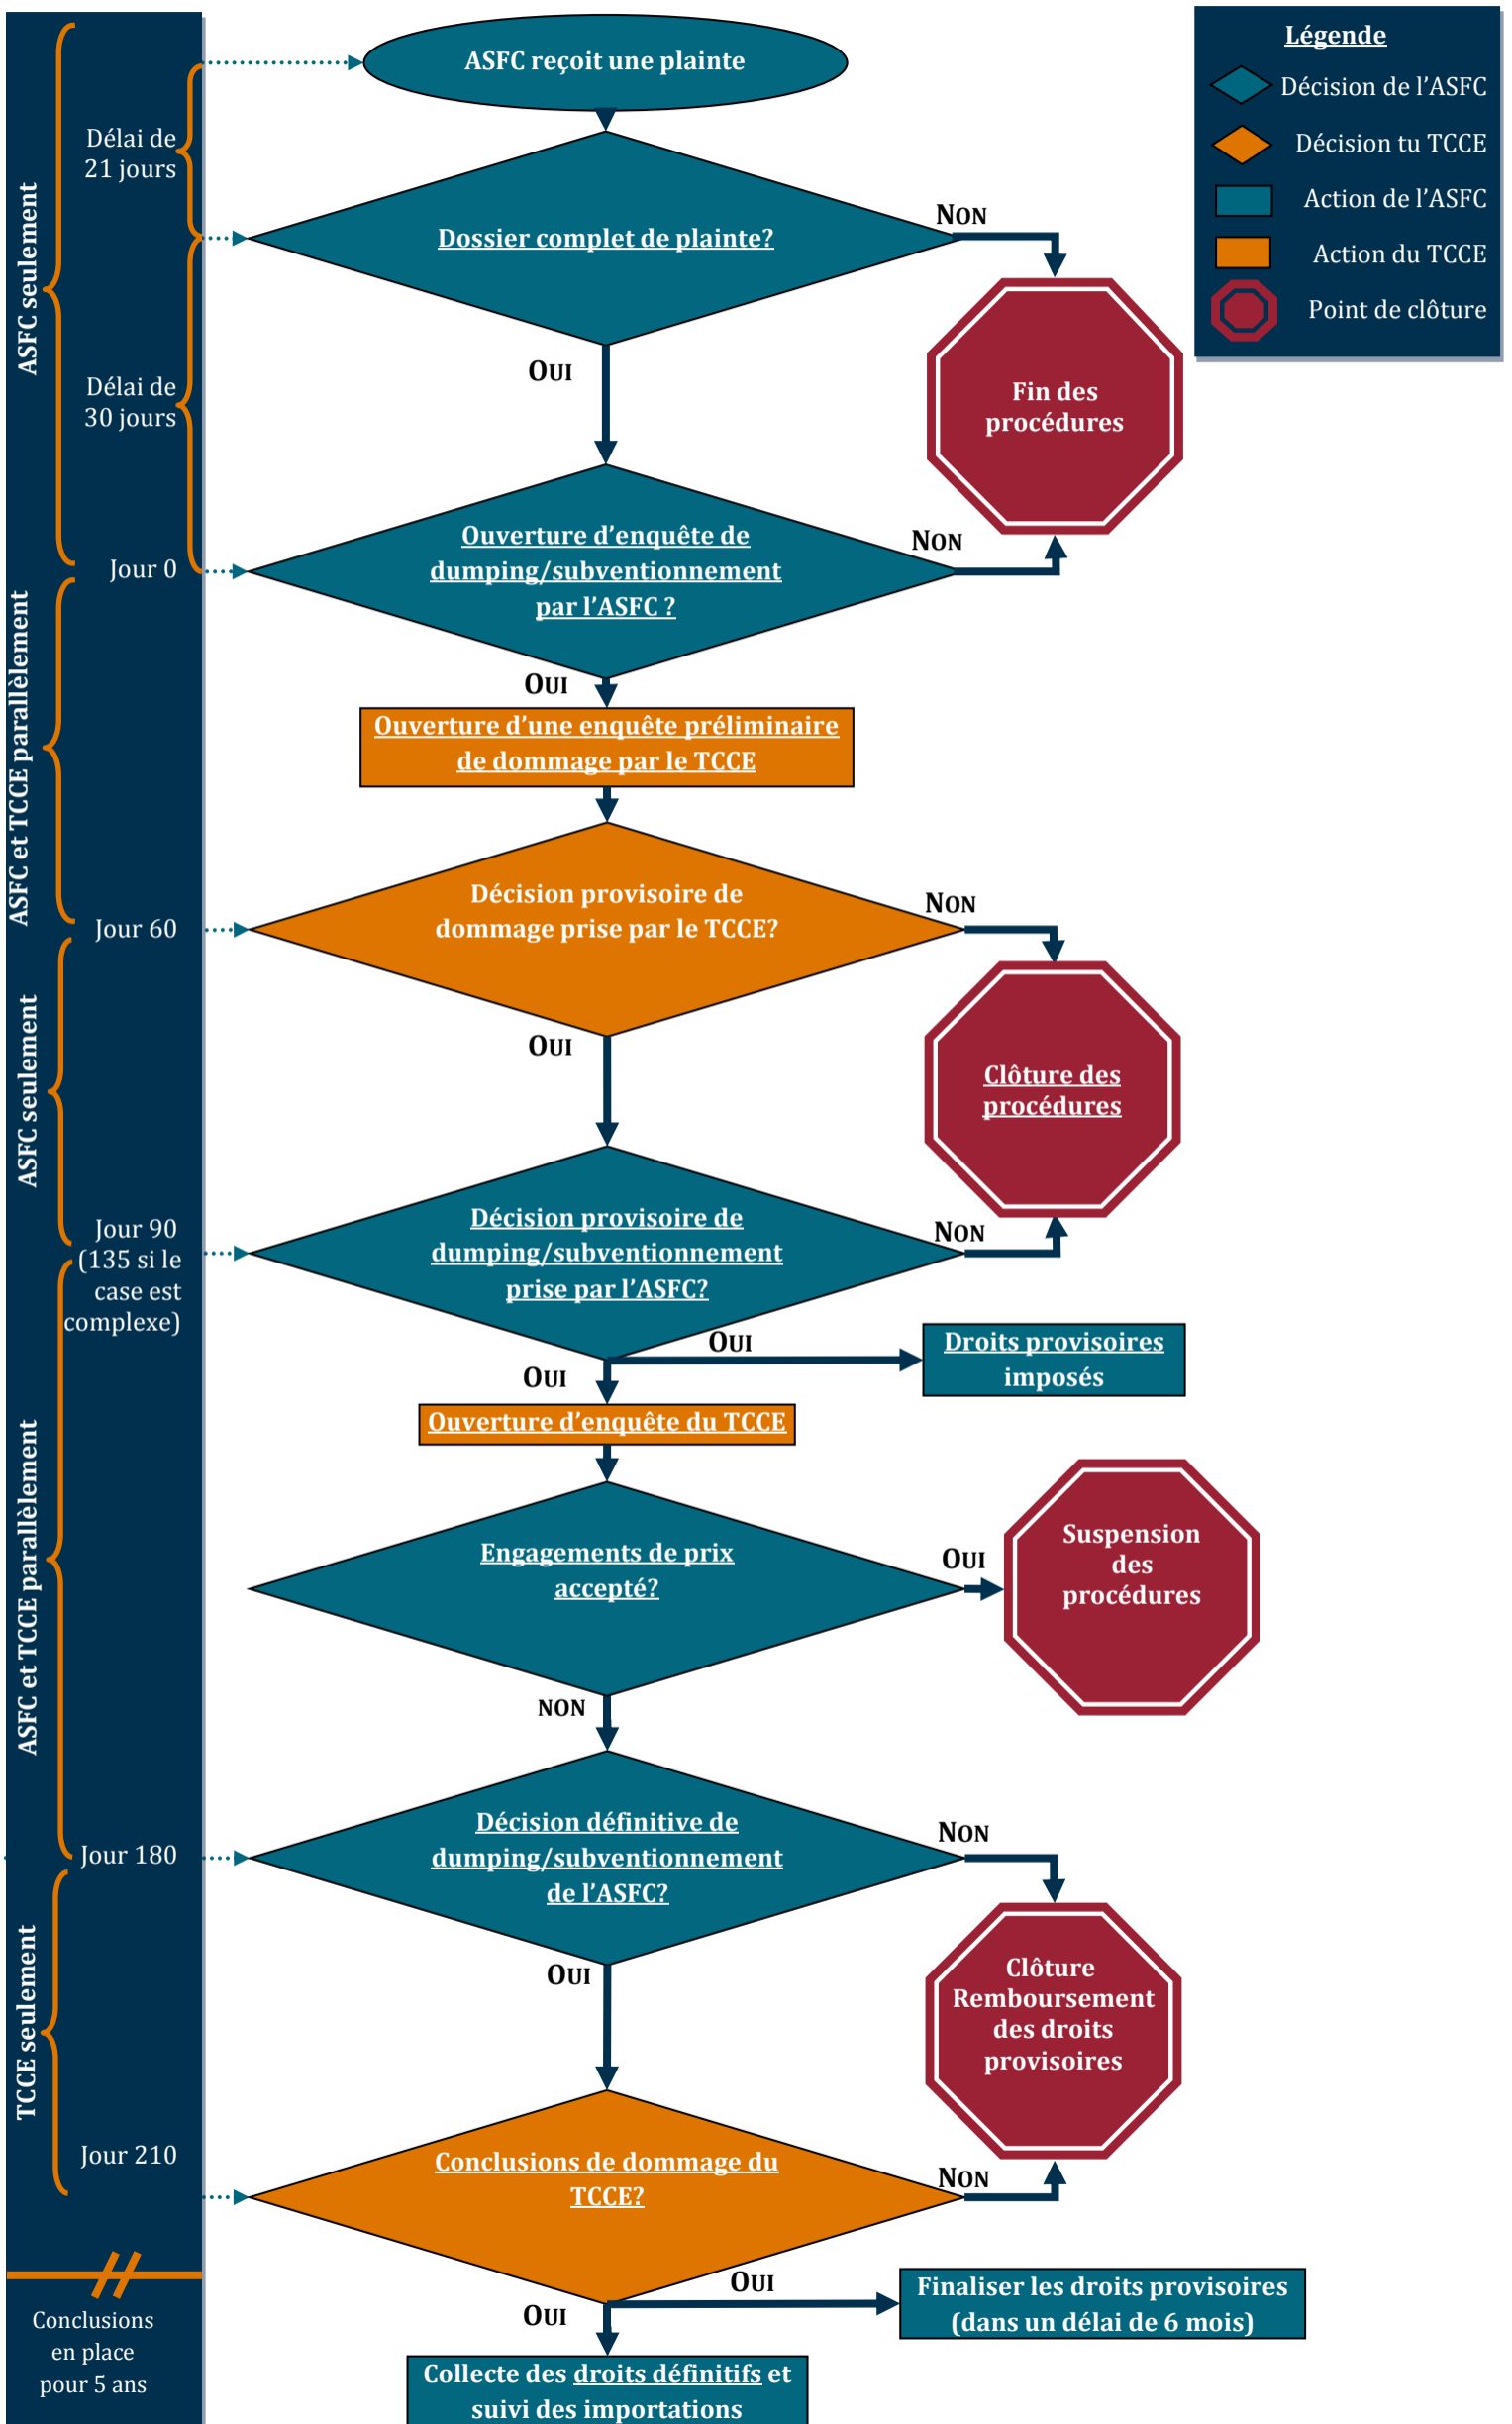 Légende
Décision de l'ASFC
Décision tu TCCE
Action de l'ASFC
Action du TCCE
Point de clôture
ASFC seulement
ASFC et TCCE parallèlement
ASFC seulement
ASFC et TCCE parallèlement
TCCE seulement
Délai de
21 jours
Délai de
30 jours
Jour 0
Jour 60
Jour 90
(135 si le
case est
complexe)
Jour 180
Jour 210
Conclusions
en place
pour 5 ans
ASFC reçoit une plainte
Dossier complet de plainte?
NON
OUI
Fin des
procédures
Ouverture d'enquête de
dumping/subventionnement
par l'ASFC ?
NON
OUI
Ouverture d'une enquête préliminaire
de dommage par le TCCE
Décision provisoire de
dommage prise par le TCCE?
NON
OUI
Clôture des
procédures
Décision provisoire de
dumping/subventionnement
prise par l'ASFC?
NON
OUI
Droits provisoires
imposés
OUI
Ouverture d'enquête du TCCE
Engagements de prix
accepté?
OUI
Suspension
des
procédures
NON
Décision définitive de
dumping/subventionnement
de l'ASFC?
NON
OUI
Clôture
Remboursement
des droits
provisoires
Conclusions de dommage du
TCCE?
NON
OUI
Finaliser les droits provisoires
(dans un délai de 6 mois)
OUI
Collecte des droits définitifs et
suivi des importations